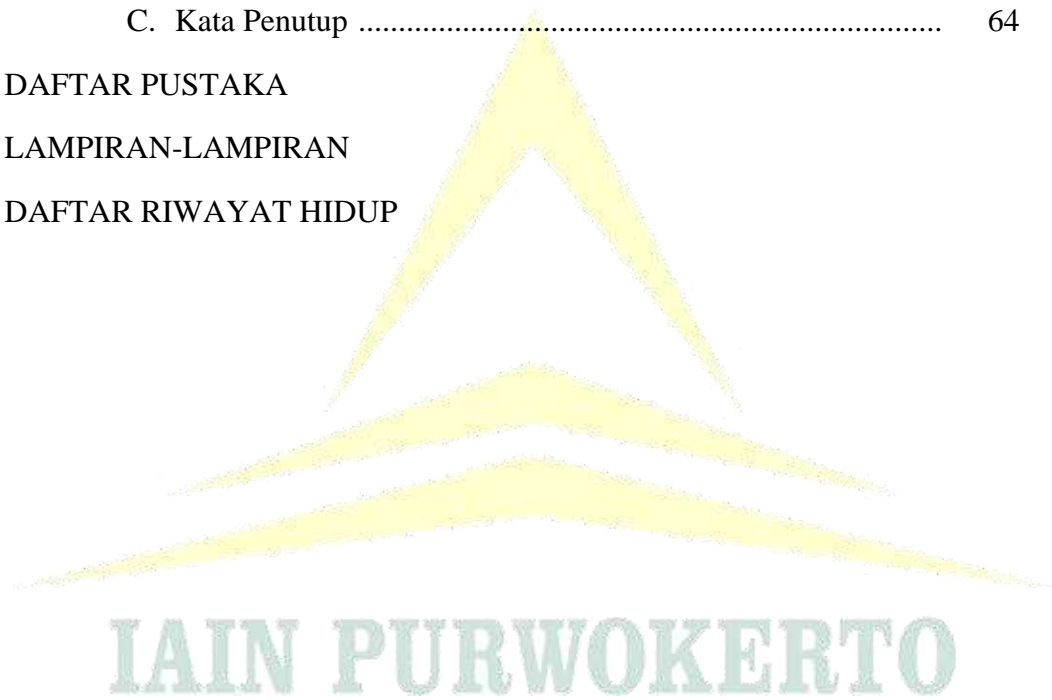 C. Kata Penutup ......................................................................... 64
DAFTAR PUSTAKA
LAMPIRAN-LAMPIRAN
DAFTAR RIWAYAT HIDUP
IAIN PURWOKERTO